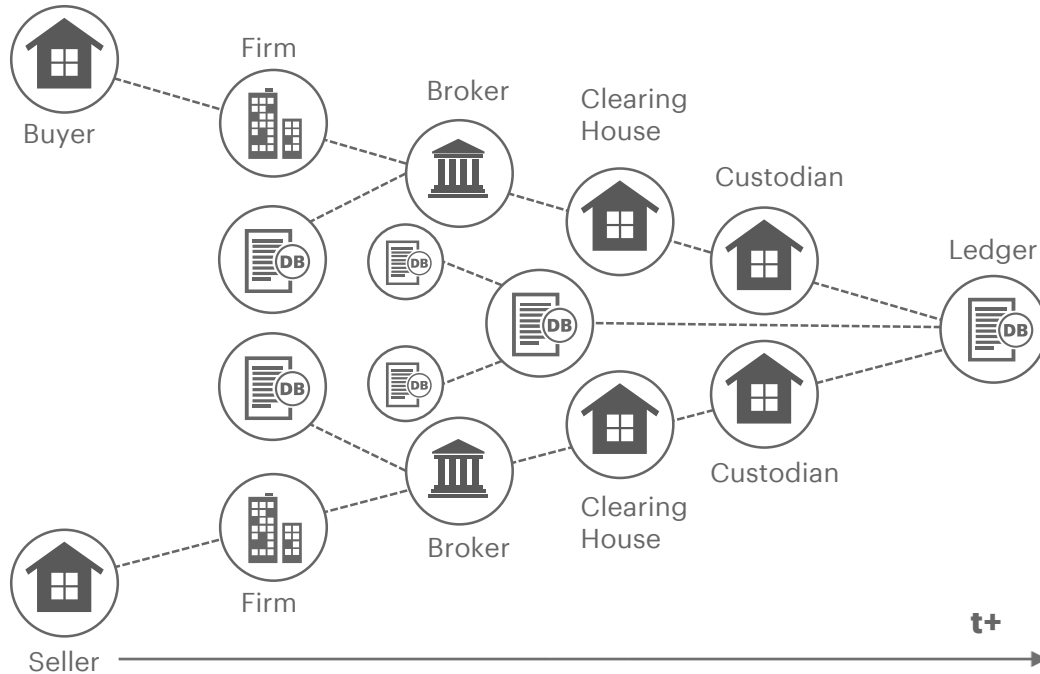 Firm
Buyer
Broker
Clearing
House
Custodian
Ledger
DB
DB
DB
DB
DB
DB
Custodian
Clearing
House
Broker
Firm
Seller
t+